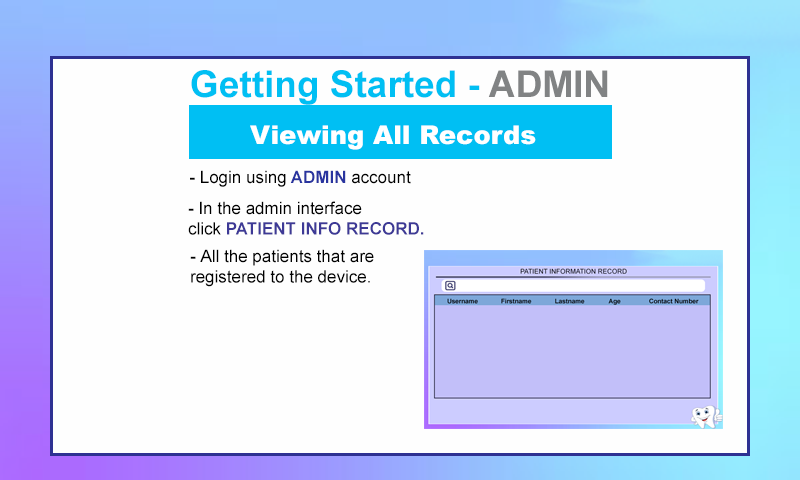 Getting Started - ADMIN
Viewing All Records
- Login using ADMIN account
- In the admin interface
click PATIENT INFO RECORD.
- All the patients that are
registered to the device.
PATIENT INFORMATION RECORD
Username Firstname Lastname Age Contact Number